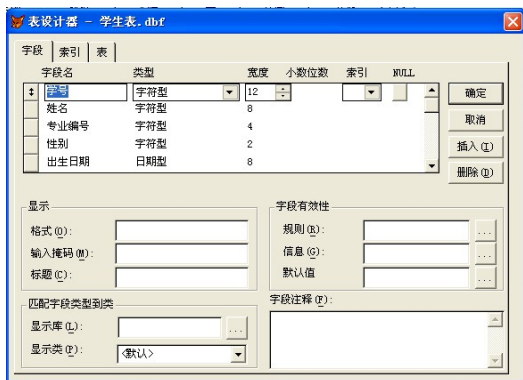 表设计器 - 学生表.dbf
字段 索引 表
字段名 类型 宽度 小数位数 索引 NULL
学号 字符型 12 确定
姓名 字符型 8
取消
专业编号 字符型 4
性别 字符型 2 插入(I)
出生日期 日期型 8
删除(D)
显示 字段有效性
格式(O): 规则(R): ...
输入掩码(M): 信息(G): ...
标题(C): 默认值 ...
匹配字段类型到类 字段注释(F):
显示库(L): ...
显示类(P): <默认>